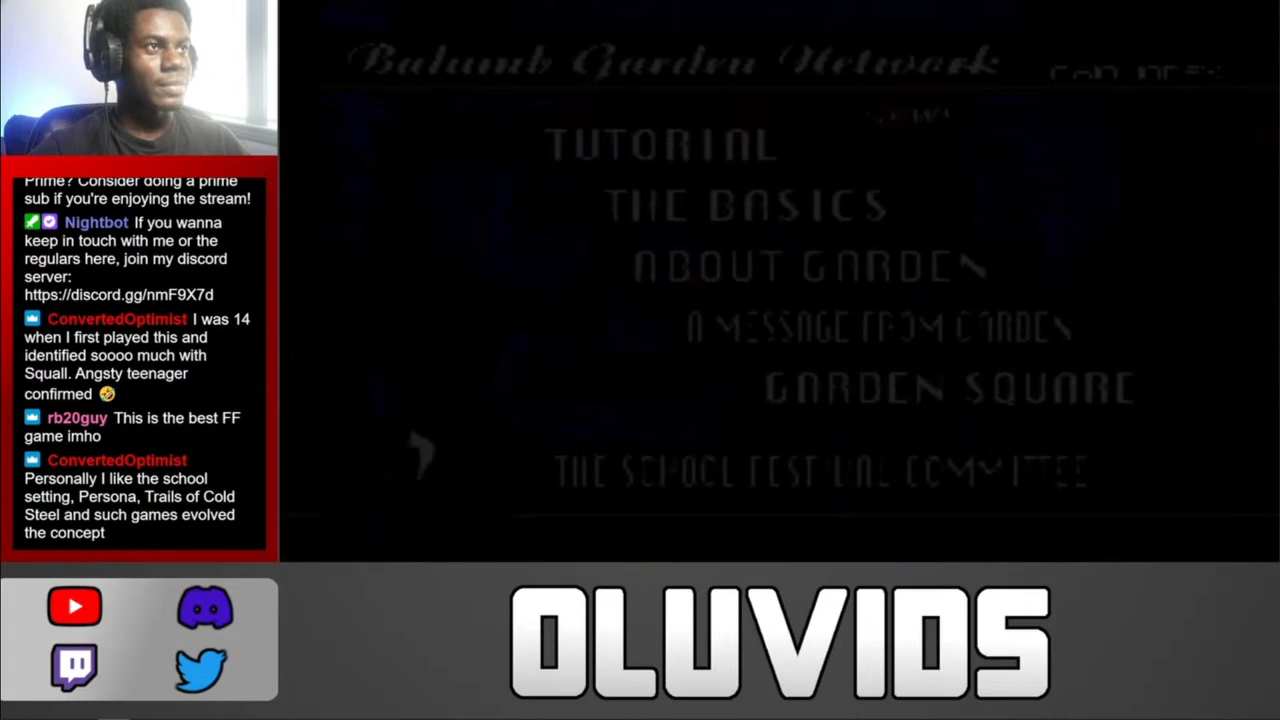 Balamb Garden Network
TUTORIAL
THE BASICS
ABOUT GARDEN
A MESSAGE FROM GARDEN
GARDEN SQUARE
THE SCHOOL FESTIVAL COMMITTEE
Prime? Consider doing a prime
sub if you're enjoying the stream!
Nightbot If you wanna
keep in touch with me or the
regulars here, join my discord
server:
https://discord.gg/nmF9X7d
ConvertedOptimist I was 14
when I first played this and
identified soooo much with
Squall. Angsty teenager
confirmed 🤣
rb20guy This is the best FF
game imho
ConvertedOptimist
Personally I like the school
setting, Persona, Trails of Cold
Steel and such games evolved
the concept
OLUVIDS